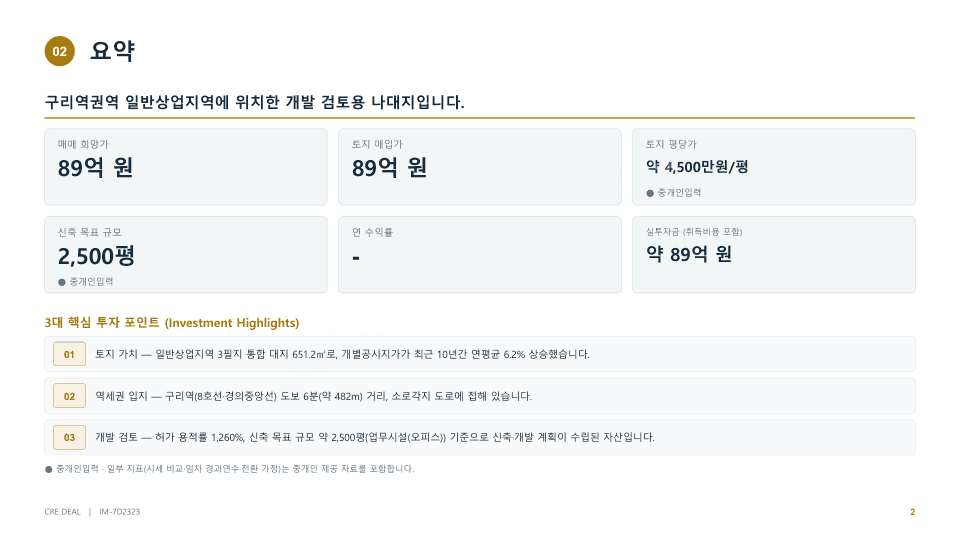 02 요약
구리역권역 일반상업지역에 위치한 개발 검토용 나대지입니다.
매매 희망가
89억 원
토지 매입가
89억 원
토지 평당가
약 4,500만원/평
● 중개인입력
신축 목표 규모
2,500평
● 중개인입력
연 수익률
-
실투자금 (취득비용 포함)
약 89억 원
3대 핵심 투자 포인트 (Investment Highlights)
01 토지 가치 — 일반상업지역 3필지 통합 대지 651.2㎡로, 개별공시지가가 최근 10년간 연평균 6.2% 상승했습니다.
02 역세권 입지 — 구리역(8호선·경의중앙선) 도보 6분(약 482m) 거리, 소로각지 도로에 접해 있습니다.
03 개발 검토 — 허가 용적률 1,260%, 신축 목표 규모 약 2,500평(업무시설(오피스)) 기준으로 신축·개발 계획이 수립된 자산입니다.
● 중개인입력 · 일부 지표(시세 비교·임차 경과연수·전환 가정)는 중개인 제공 자료를 포함합니다.
CRE DEAL | IM-7D2323
2